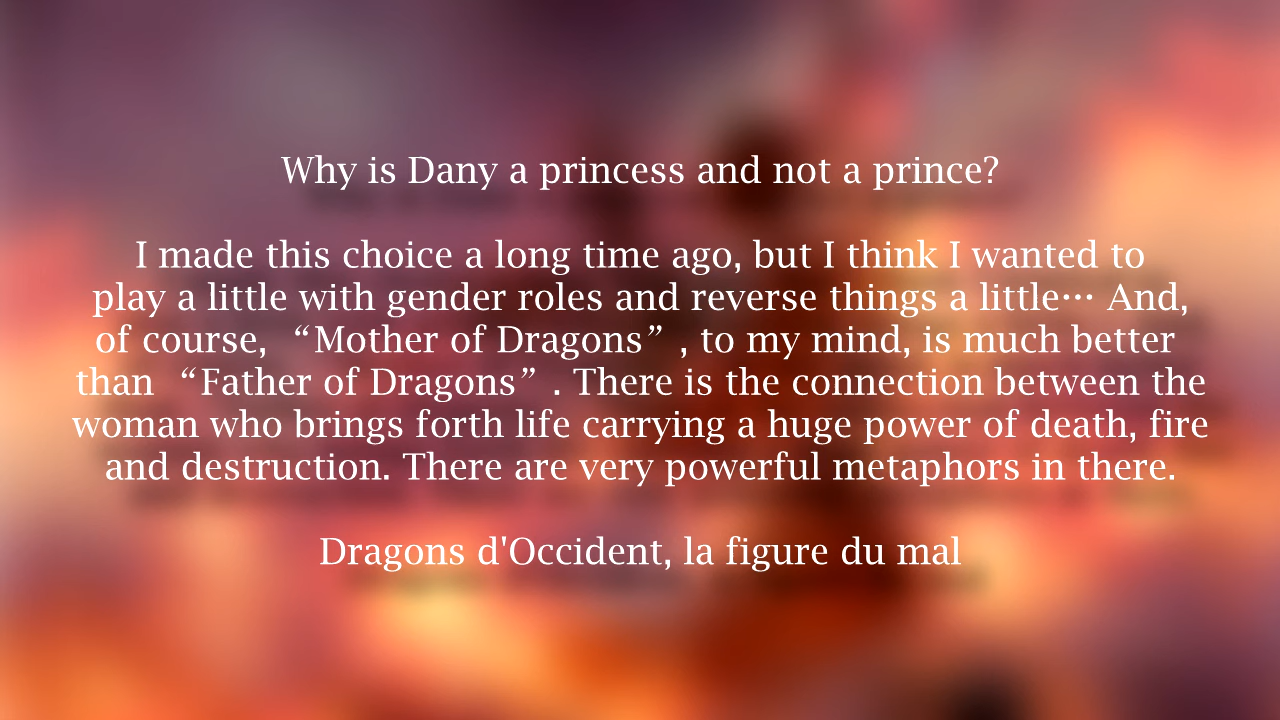 Why is Dany a princess and not a prince?
I made this choice a long time ago, but I think I wanted to
play a little with gender roles and reverse things a little··· And,
of course, “Mother of Dragons” , to my mind, is much better
than “Father of Dragons” . There is the connection between the
woman who brings forth life carrying a huge power of death, fire
and destruction. There are very powerful metaphors in there.
Dragons d'Occident, la figure du mal